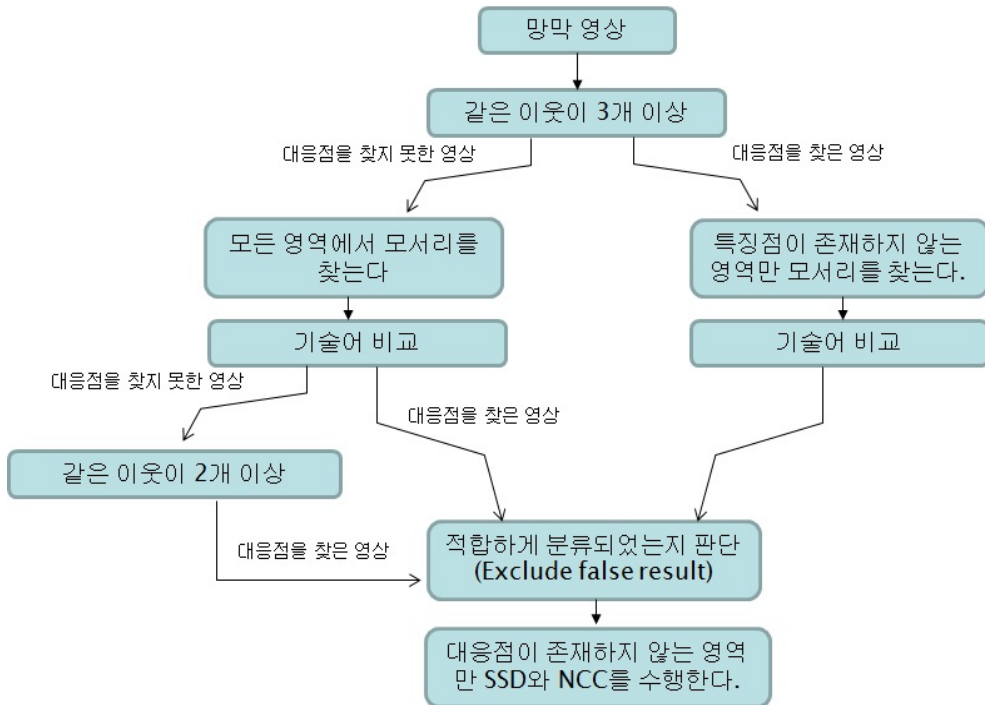 망막 영상
같은 이웃이 3개 이상
대응점을 찾지 못한 영상
대응점을 찾은 영상
모든 영역에서 모서리를
찾는다
특징점이 존재하지 않는
영역만 모서리를 찾는다.
기술어 비교
기술어 비교
대응점을 찾지 못한 영상
대응점을 찾은 영상
같은 이웃이 2개 이상
대응점을 찾은 영상
적합하게 분류되었는지 판단
(Exclude false result)
대응점이 존재하지 않는 영역
만 SSD와 NCC를 수행한다.